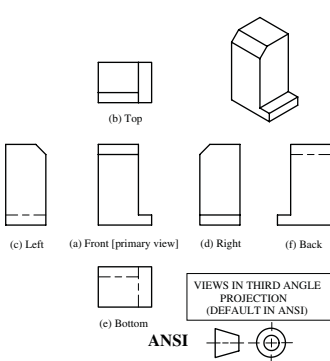 (b) Top
(c) Left
(a) Front [primary view]
(d) Right
(f) Back
(e) Bottom
VIEWS IN THIRD ANGLE
PROJECTION
(DEFAULT IN ANSI)
ANSI